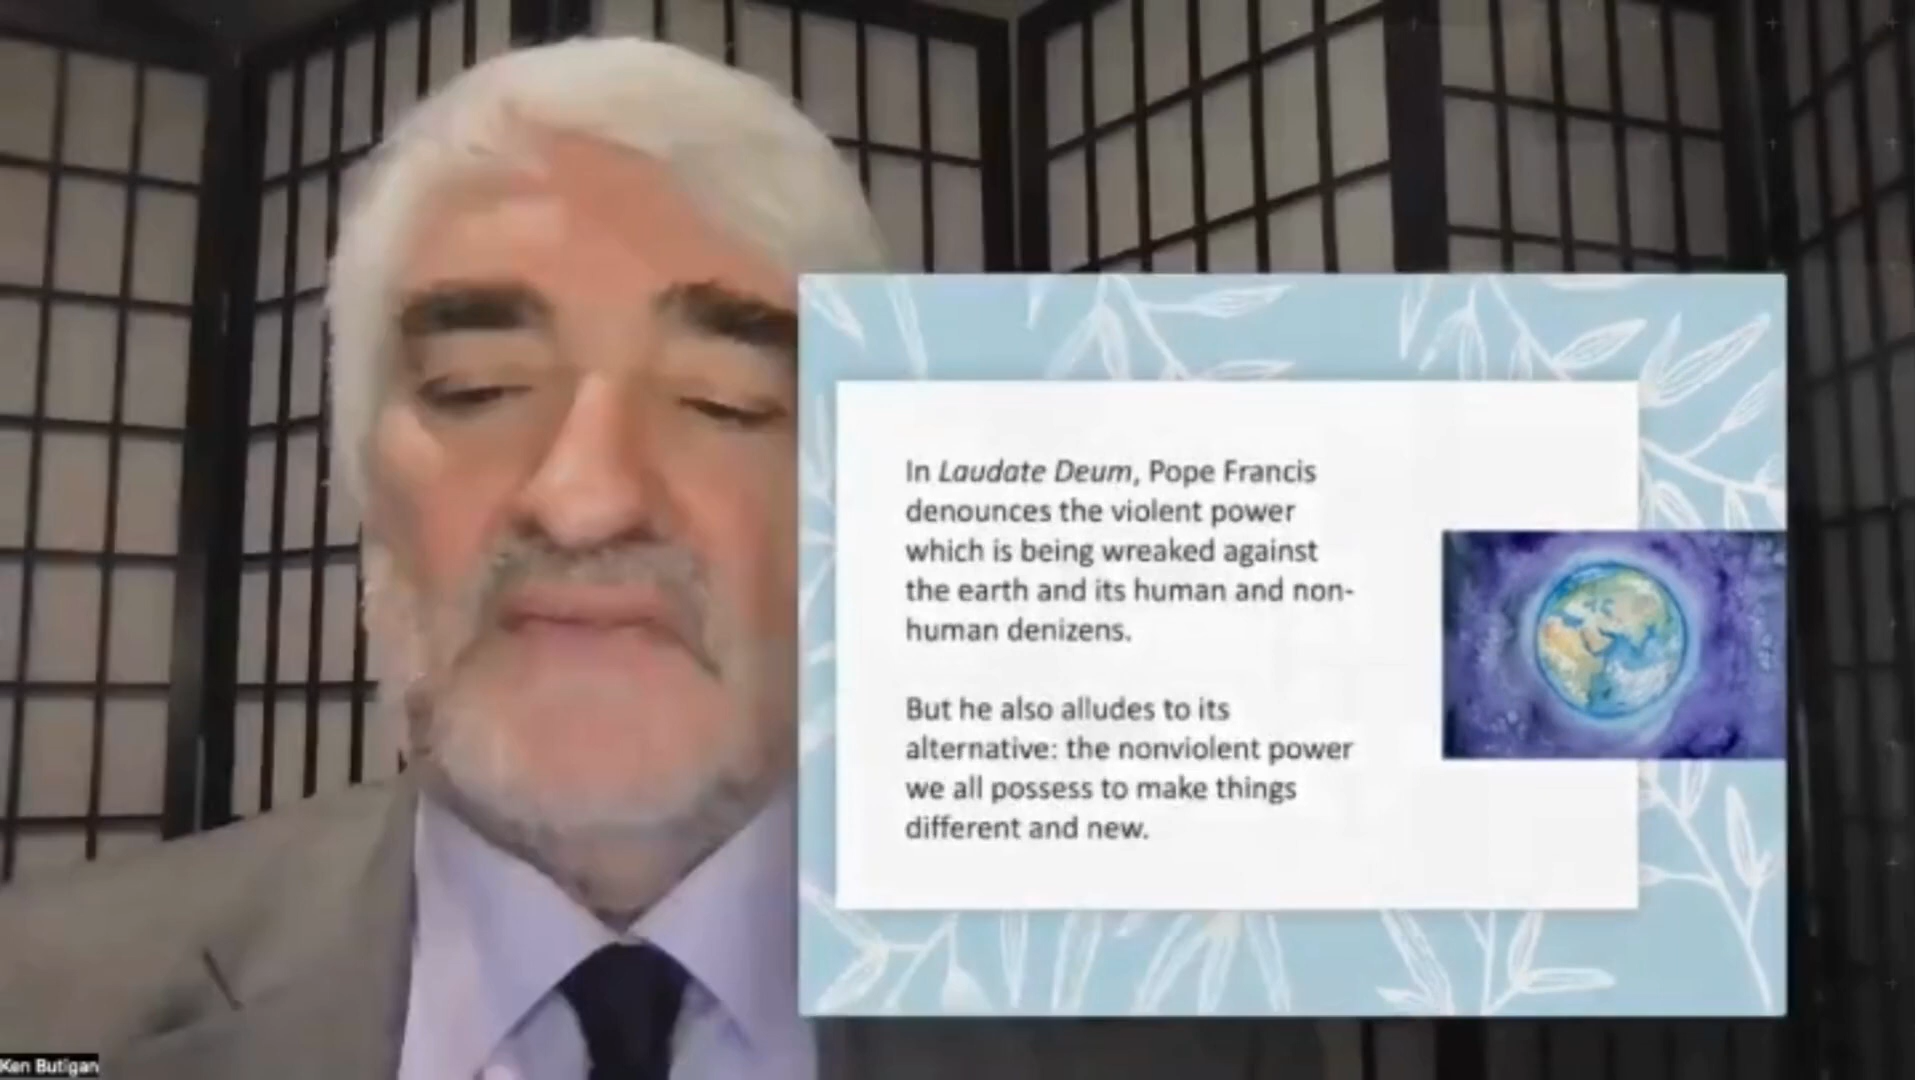 In Laudate Deum, Pope Francis
denounces the violent power
which is being wreaked against
the earth and its human and non-
human denizens.
But he also alludes to its
alternative: the nonviolent power
we all possess to make things
different and new.
Ken Butigan